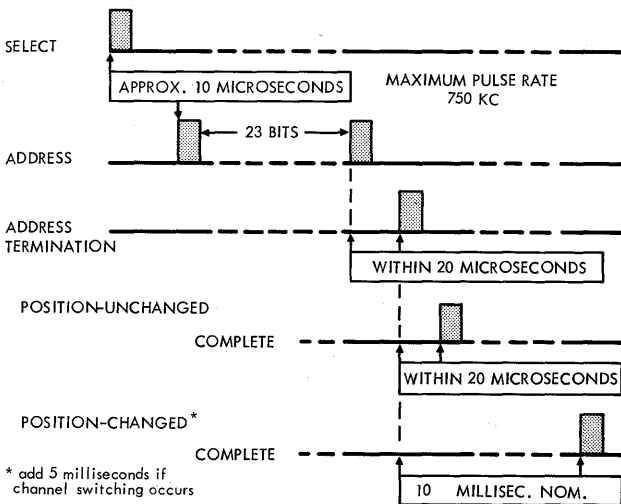 SELECT
APPROX. 10 MICROSECONDS
MAXIMUM PULSE RATE
750 KC
23 BITS
ADDRESS
ADDRESS
TERMINATION
WITHIN 20 MICROSECONDS
POSITION-UNCHANGED
COMPLETE
WITHIN 20 MICROSECONDS
POSITION-CHANGED*
COMPLETE
* add 5 milliseconds if
channel switching occurs
10 MILLISEC. NOM.